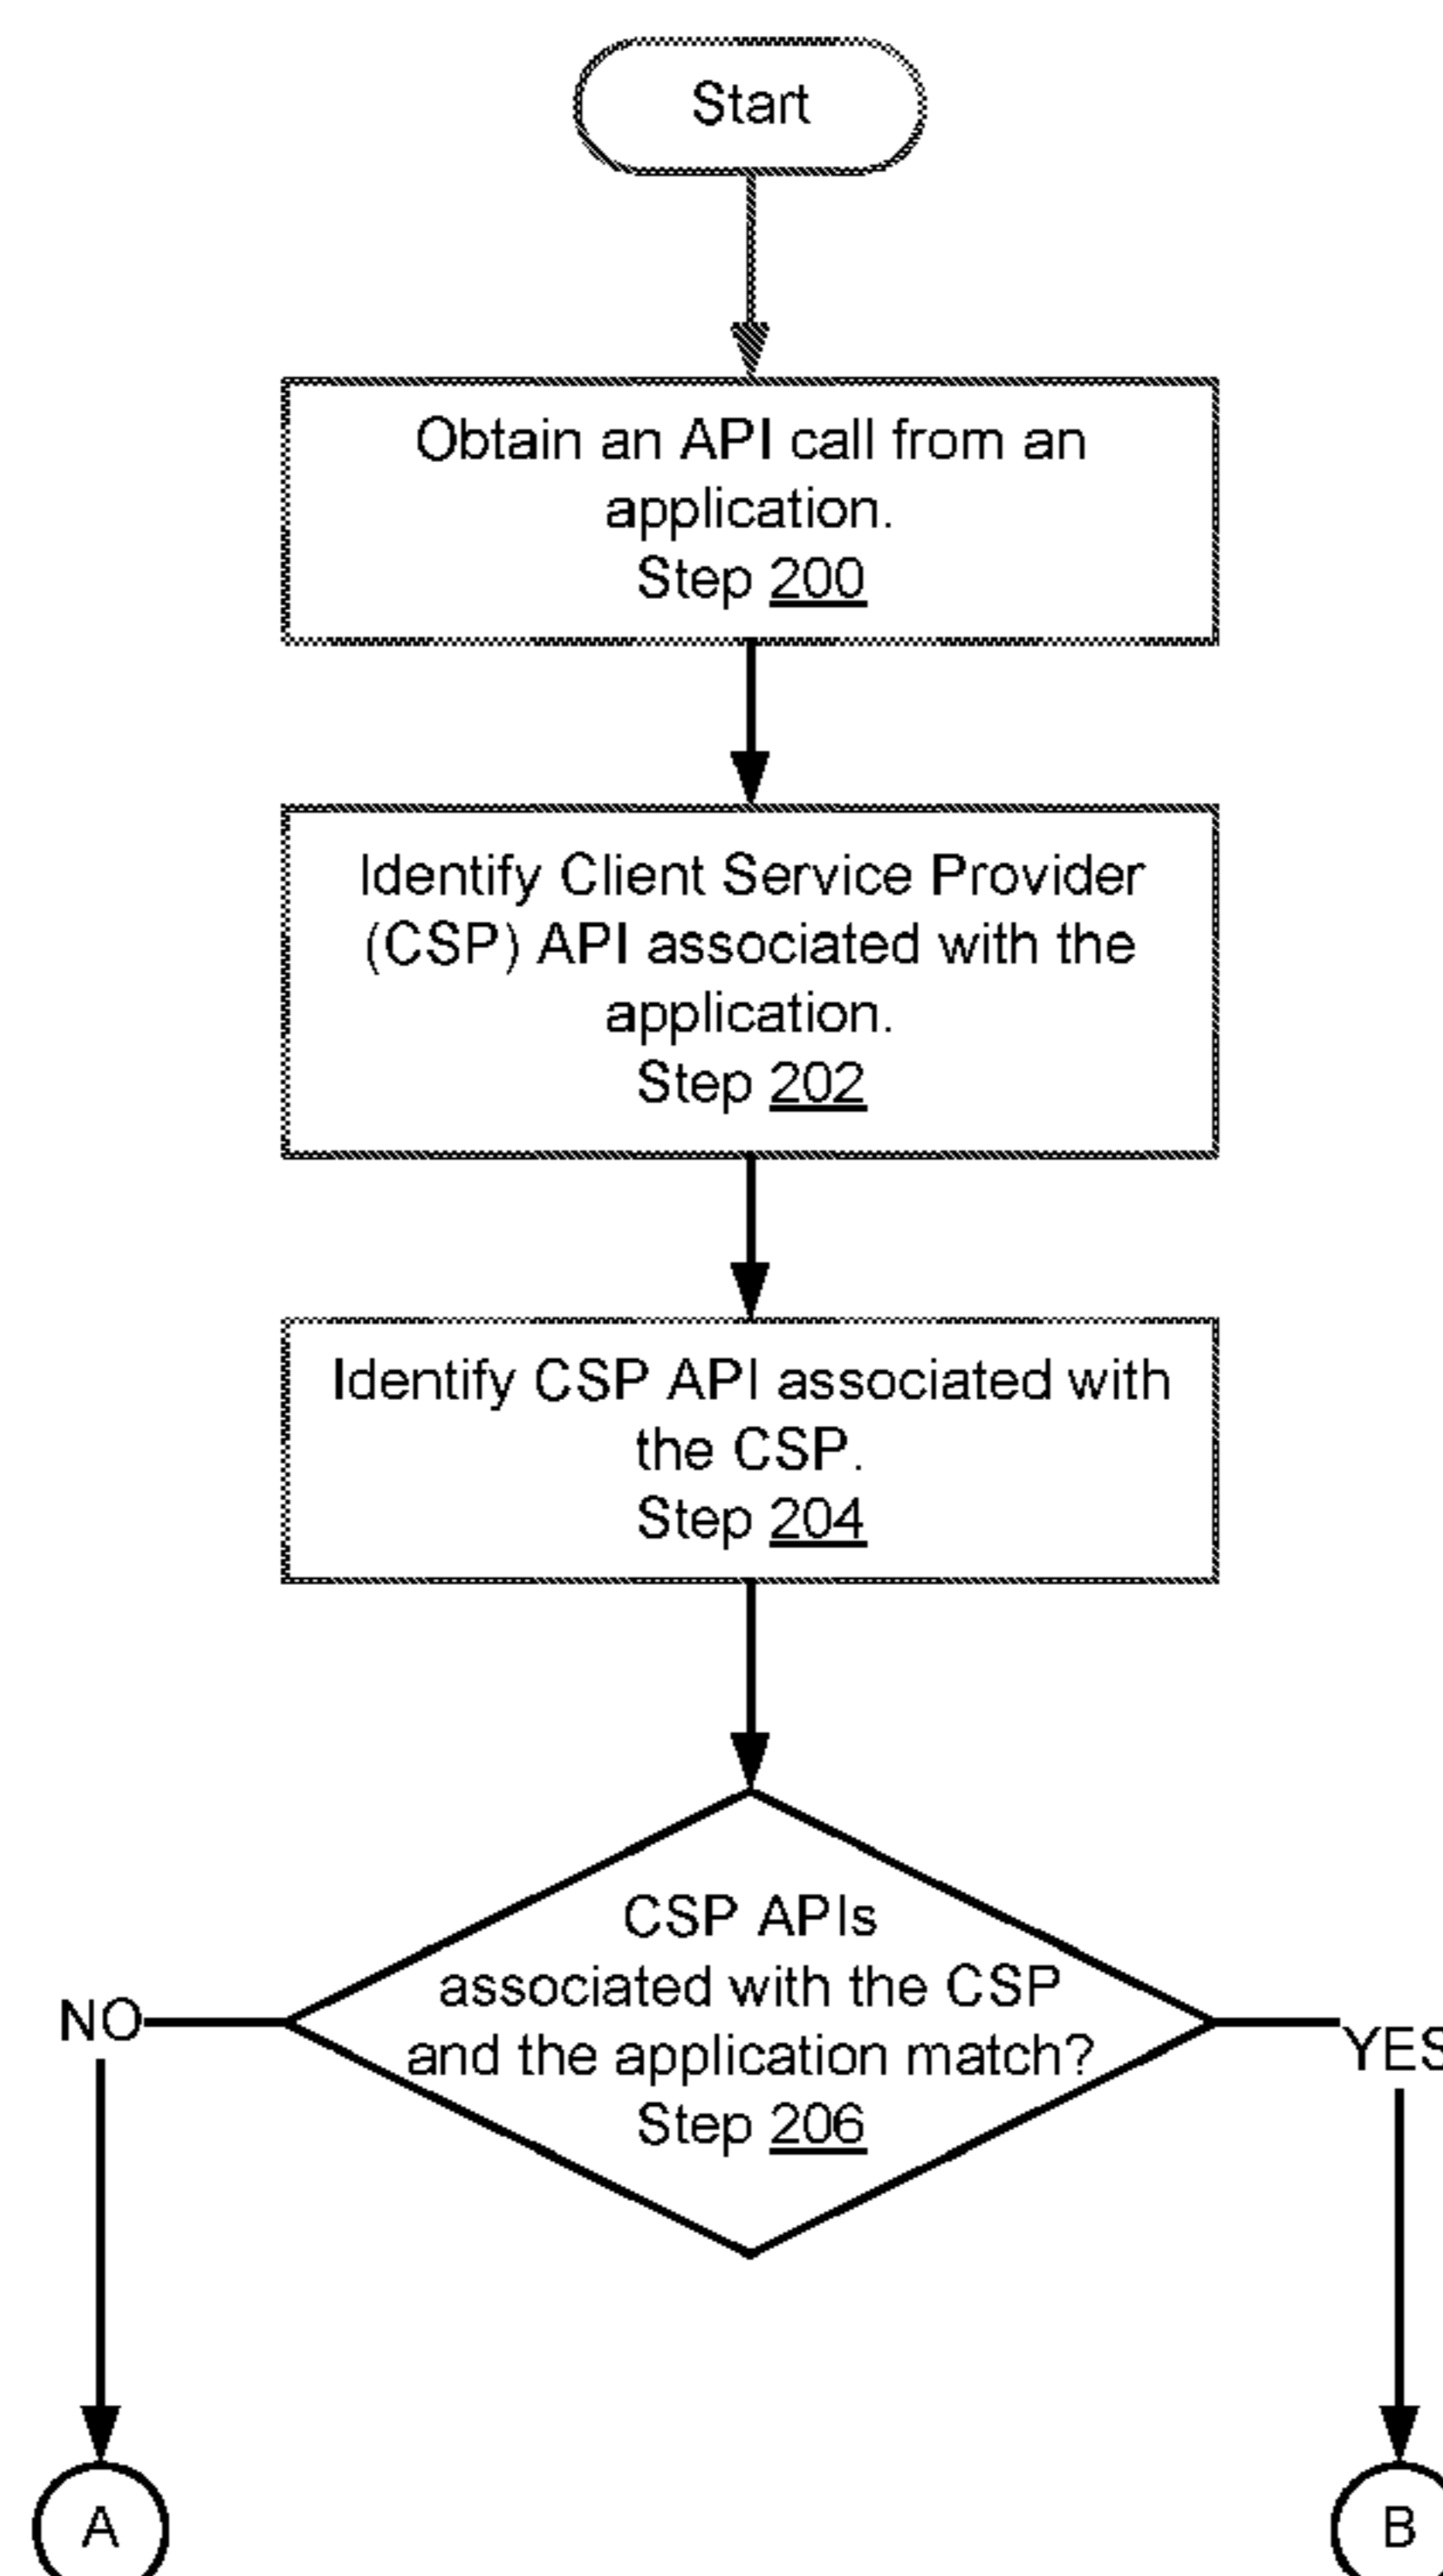 Start
Obtain an API call from an
application.
Step 200
Identify Client Service Provider
(CSP) API associated with the
application.
Step 202
Identify CSP API associated with
the CSP.
Step 204
CSP APIs
associated with the CSP
and the application match?
Step 206
NO
YES
A
B